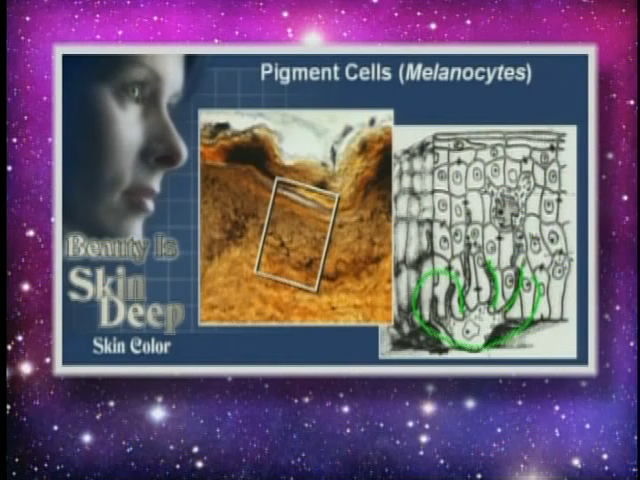 Pigment Cells (Melanocytes)
Beauty Is
Skin
Deep
Skin Color